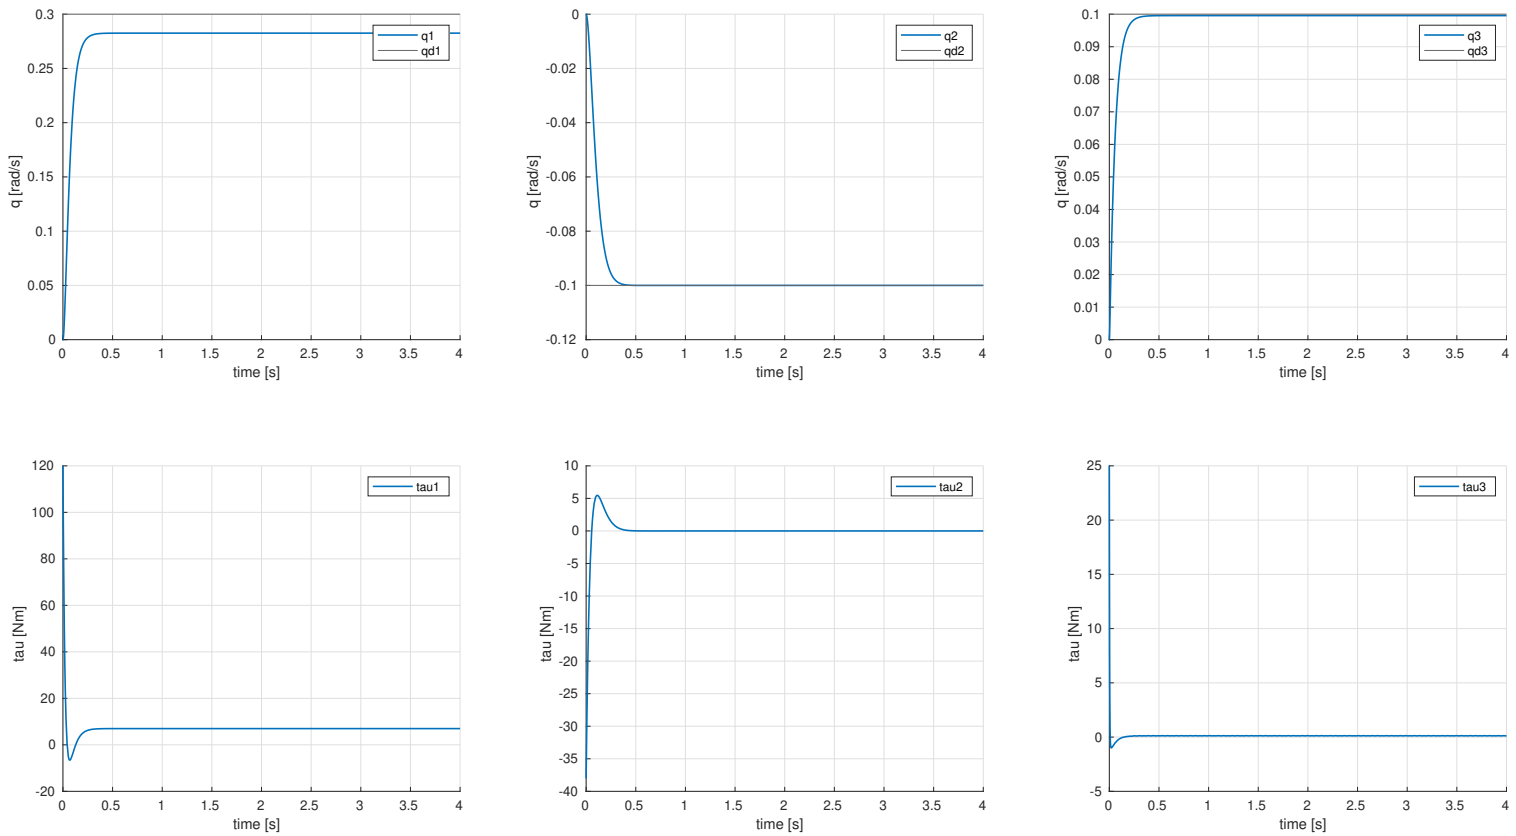 0.3
0.25
0.2
0.15
0.1
0.05
0
q [rad/s]
0 0.5 1 1.5 2 2.5 3 3.5 4
time [s]
q1
qd1
0
-0.02
-0.04
-0.06
-0.08
-0.1
-0.12
q [rad/s]
0 0.5 1 1.5 2 2.5 3 3.5 4
time [s]
q2
qd2
0.1
0.09
0.08
0.07
0.06
0.05
0.04
0.03
0.02
0.01
0
q [rad/s]
0 0.5 1 1.5 2 2.5 3 3.5 4
time [s]
q3
qd3
120
100
80
60
40
20
0
-20
tau [Nm]
0 0.5 1 1.5 2 2.5 3 3.5 4
time [s]
tau1
10
5
0
-5
-10
-15
-20
-25
-30
-35
-40
tau [Nm]
0 0.5 1 1.5 2 2.5 3 3.5 4
time [s]
tau2
25
20
15
10
5
0
-5
tau [Nm]
0 0.5 1 1.5 2 2.5 3 3.5 4
time [s]
tau3